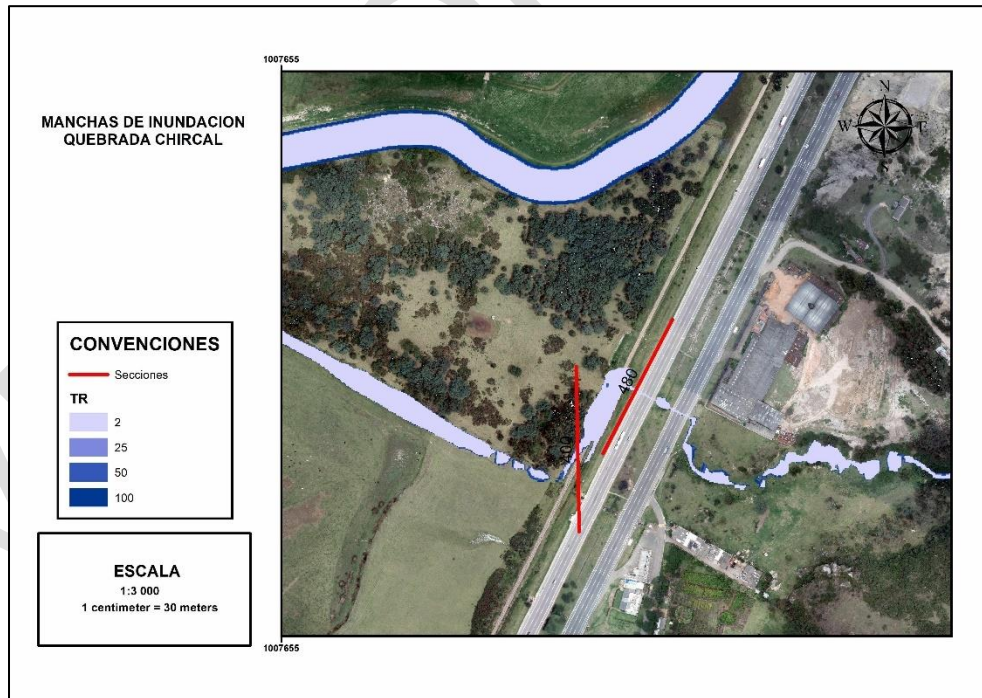 1007655
MANCHAS DE INUNDACION
QUEBRADA CHIRCAL
N
W
E
S
480
CONVENCIONES
Secciones
TR
2
25
50
100
ESCALA
1:3 000
1 centimeter = 30 meters
1007655